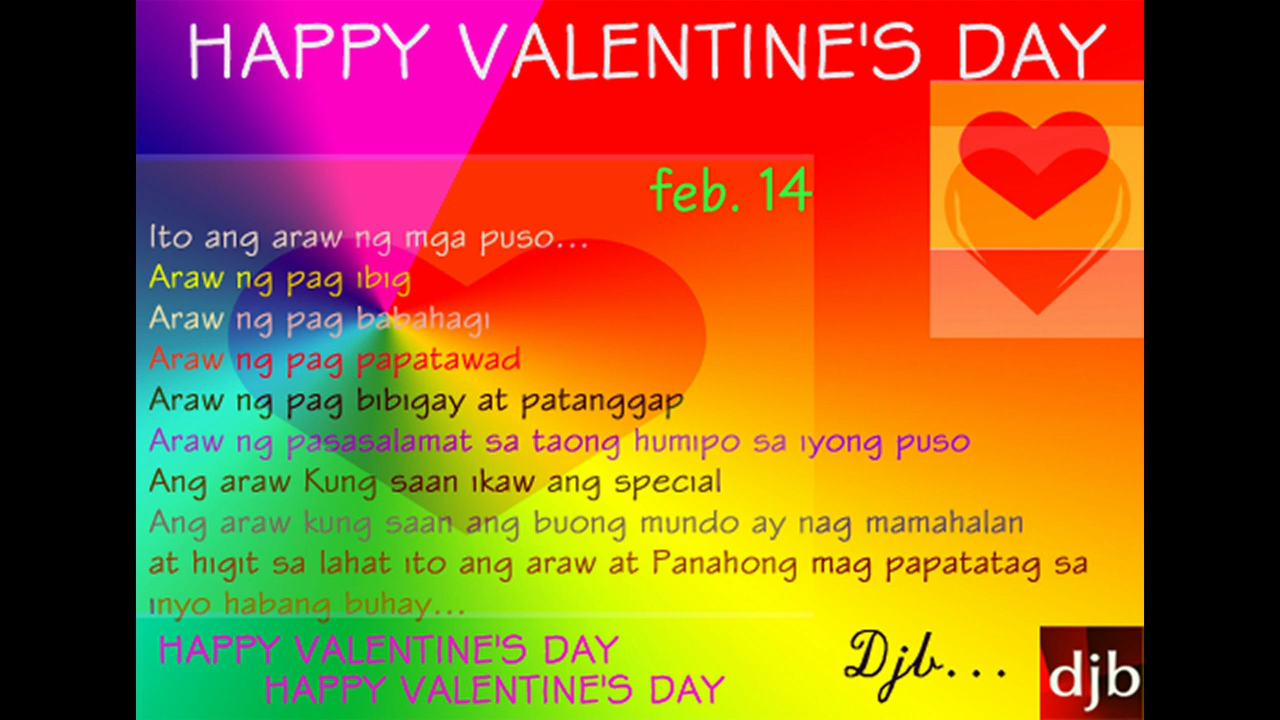 HAPPY VALENTINE'S DAY
feb. 14
Ito ang araw ng mga puso...
Araw ng pag ibig
Araw ng pag babahagi
Araw ng pag papatawad
Araw ng pag bibigay at patanggap
Araw ng pasasalamat sa taong humipo sa iyong puso
Ang araw Kung saan ikaw ang special
Ang araw kung saan ang buong mundo ay nag mamahalan
at higit sa lahat ito ang araw at Panahong mag papatatag sa
inyo habang buhay...
HAPPY VALENTINE'S DAY
HAPPY VALENTINE'S DAY
Djb...
djb